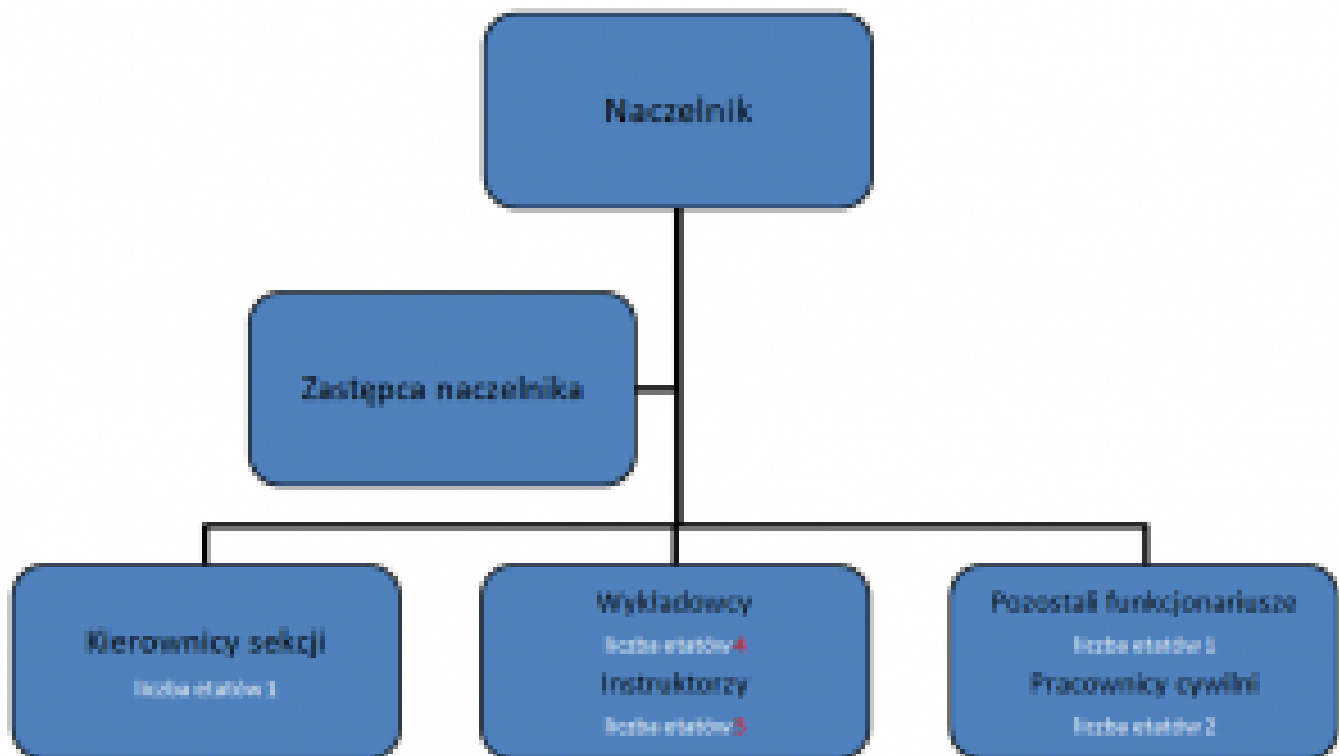 Naczelnik
Zastępca naczelnika
Kierownicy sekcji
liczba etatów 1
Wykładowcy
liczba etatów 4
Instruktorzy
liczba etatów 5
Pozostali funkcjonariusze
liczba etatów 1
Pracownicy cywilni
liczba etatów 2